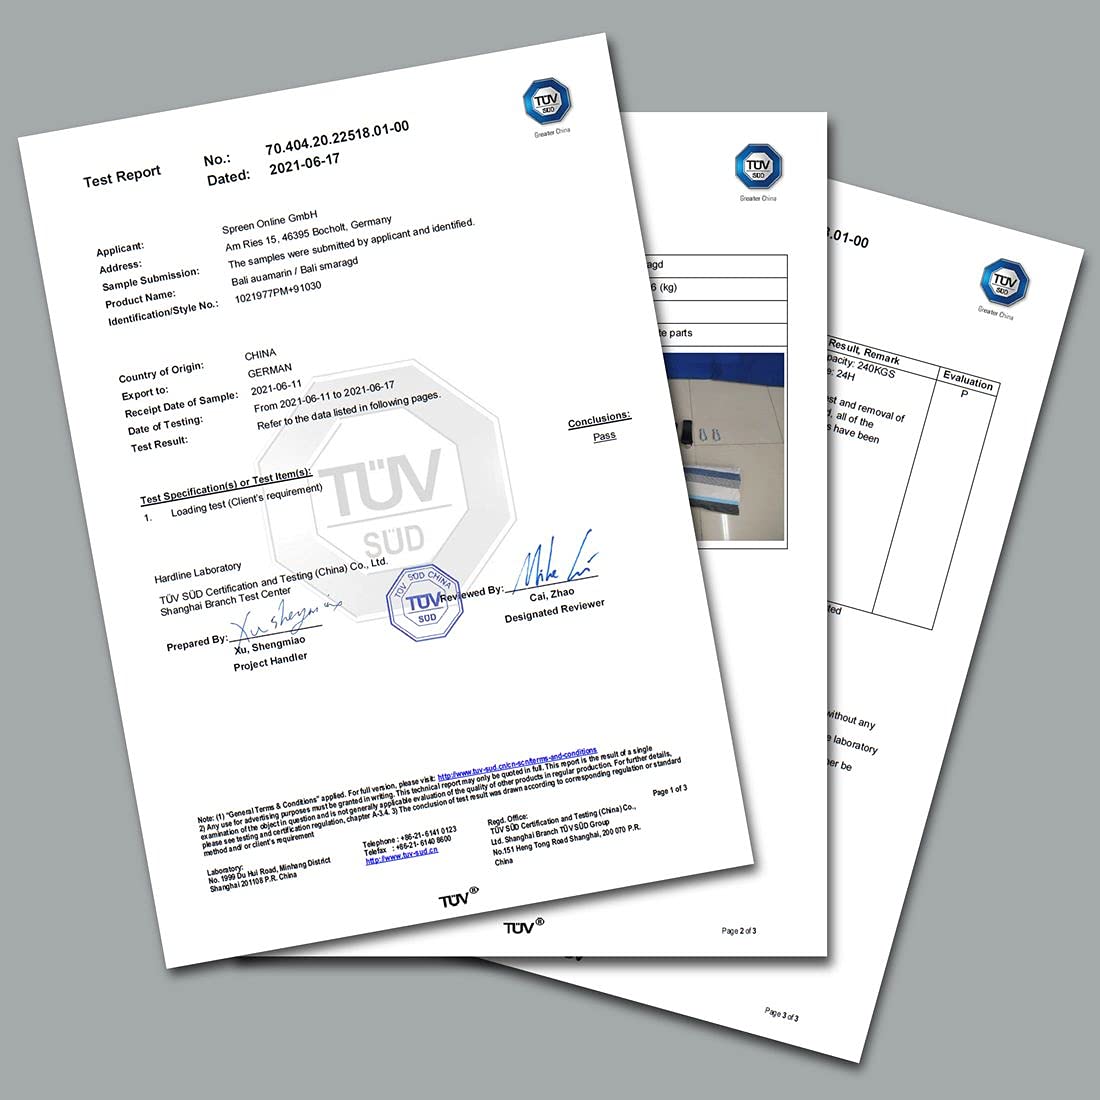 TÜV
SÜD
Greater China
Test Report
No.: 70.404.20.22518.01-00
Dated: 2021-06-17
Applicant: Spreen Online GmbH
Address: Am Ries 15, 46395 Bocholt, Germany
Sample Submission: The samples were submitted by applicant and identified.
Product Name: Bali auamarin / Bali smaragd
Identification/Style No.: 1021977PM+91030
Country of Origin: CHINA
Export to: GERMAN
Receipt Date of Sample: 2021-06-11
Date of Testing: From 2021-06-11 to 2021-06-17
Test Result: Refer to the data listed in following pages.
Conclusions:
Pass
Test Specification(s) or Test Item(s):
1. Loading test (Client's requirement)
TÜV
SÜD
Hardline Laboratory
TÜV SÜD Certification and Testing (China) Co., Ltd.
Shanghai Branch Test Center
Prepared By:
Xu, Shengmiao
Project Handler
TÜV SÜD CHINA
TÜV
SÜD
Reviewed By:
Cai, Zhao
Designated Reviewer
Note: (1) "General Terms & Conditions" applied. For full version, please visit: http://www.tuv-sud.cn/cn-scn/terms-and-conditions
2) Any use for advertising purposes must be granted in writing. This technical report may only be quoted in full. This report is the result of a single
examination of the object in question and is not generally applicable evaluation of the quality of other products in regular production. For further details,
please see testing and certification regulation, chapter A-3.4. 3) The conclusion of test result was drawn according to corresponding regulation or standard
method and/ or client's requirement
Page 1 of 3
Laboratory:
No. 1999 Du Hui Road, Minhang District
Shanghai 201108 P.R. China
Telephone : +86-21- 6141 0123
Telefax : +86-21- 6140 8600
http://www.tuv-sud.cn
Regd. Office:
TÜV SÜD Certification and Testing (China) Co.,
Ltd. Shanghai Branch TÜV SÜD Group
No.151 Heng Tong Road Shanghai, 200 070 P.R.
China
TÜV®
TÜV
SÜD
Greater China
agd
6 (kg)
te parts
TÜV®
Page 2 of 3
.01-00
TÜV
SÜD
Greater China
Result, Remark
Evaluation
pacity: 240KGS
P
e: 24H
est and removal of
d, all of the
s have been
ted
without any
e laboratory
er be
Page 3 of 3